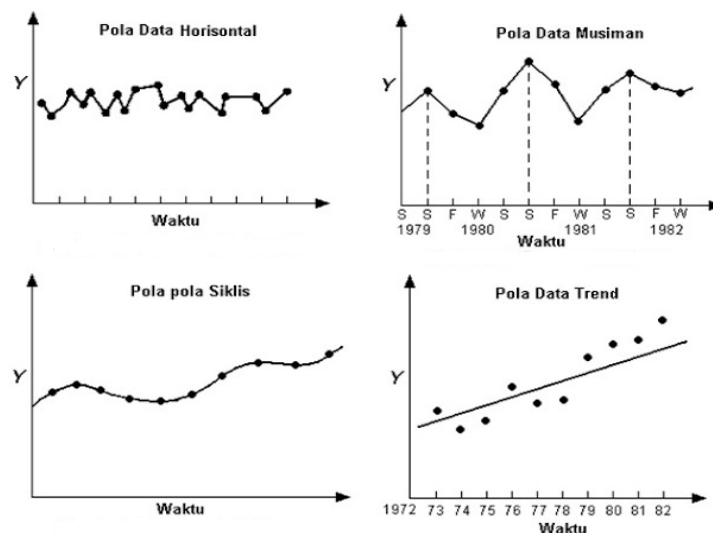 Pola Data Horisontal
Y
Waktu
Pola Data Musiman
Y
S S F W S S F W S S F W
1979 1980 1981 1982
Waktu
Pola pola Siklis
Y
Waktu
Pola Data Trend
Y
1972 73 74 75 76 77 78 79 80 81 82
Waktu